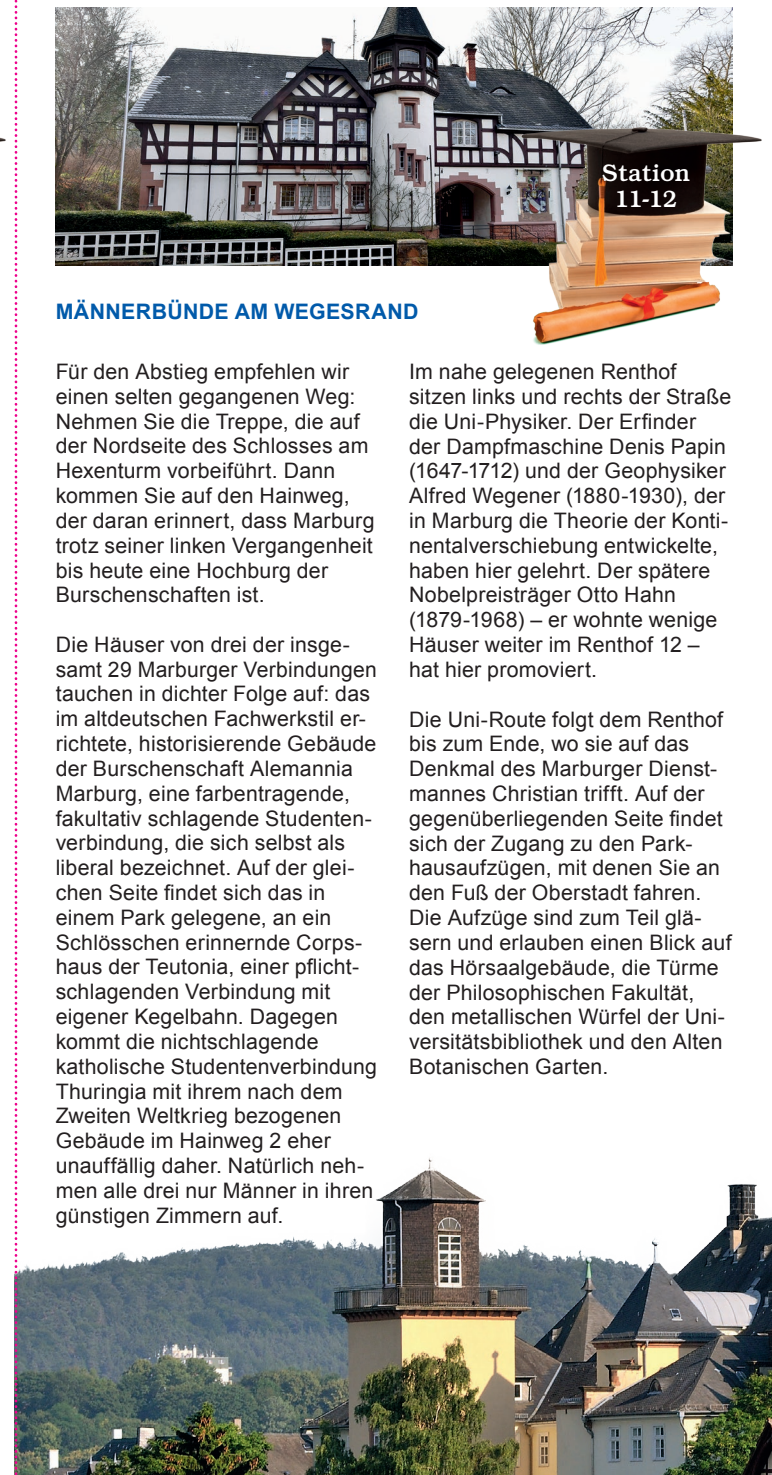 Station
11-12
MÄNNERBÜNDE AM WEGESRAND
Für den Abstieg empfehlen wir
einen selten gegangenen Weg:
Nehmen Sie die Treppe, die auf
der Nordseite des Schlosses am
Hexenturm vorbeiführt. Dann
kommen Sie auf den Hainweg,
der daran erinnert, dass Marburg
trotz seiner linken Vergangenheit
bis heute eine Hochburg der
Burschenschaften ist.
Die Häuser von drei der insge-
samt 29 Marburger Verbindungen
tauchen in dichter Folge auf: das
im altdeutschen Fachwerkstil er-
richtete, historisierende Gebäude
der Burschenschaft Alemannia
Marburg, eine farbentragende,
fakultativ schlagende Studenten-
verbindung, die sich selbst als
liberal bezeichnet. Auf der glei-
chen Seite findet sich das in
einem Park gelegene, an ein
Schlösschen erinnernde Corps-
haus der Teutonia, einer pflicht-
schlagenden Verbindung mit
eigener Kegelbahn. Dagegen
kommt die nichtschlagende
katholische Studentenverbindung
Thuringia mit ihrem nach dem
Zweiten Weltkrieg bezogenen
Gebäude im Hainweg 2 eher
unauffällig daher. Natürlich neh-
men alle drei nur Männer in ihren
günstigen Zimmern auf.
Im nahe gelegenen Renthof
sitzen links und rechts der Straße
die Uni-Physiker. Der Erfinder
der Dampfmaschine Denis Papin
(1647-1712) und der Geophysiker
Alfred Wegener (1880-1930), der
in Marburg die Theorie der Konti-
nentalverschiebung entwickelte,
haben hier gelehrt. Der spätere
Nobelpreisträger Otto Hahn
(1879-1968) – er wohnte wenige
Häuser weiter im Renthof 12 –
hat hier promoviert.
Die Uni-Route folgt dem Renthof
bis zum Ende, wo sie auf das
Denkmal des Marburger Dienst-
mannes Christian trifft. Auf der
gegenüberliegenden Seite findet
sich der Zugang zu den Park-
hausaufzügen, mit denen Sie an
den Fuß der Oberstadt fahren.
Die Aufzüge sind zum Teil glä-
sern und erlauben einen Blick auf
das Hörsaalgebäude, die Türme
der Philosophischen Fakultät,
den metallischen Würfel der Uni-
versitätsbibliothek und den Alten
Botanischen Garten.